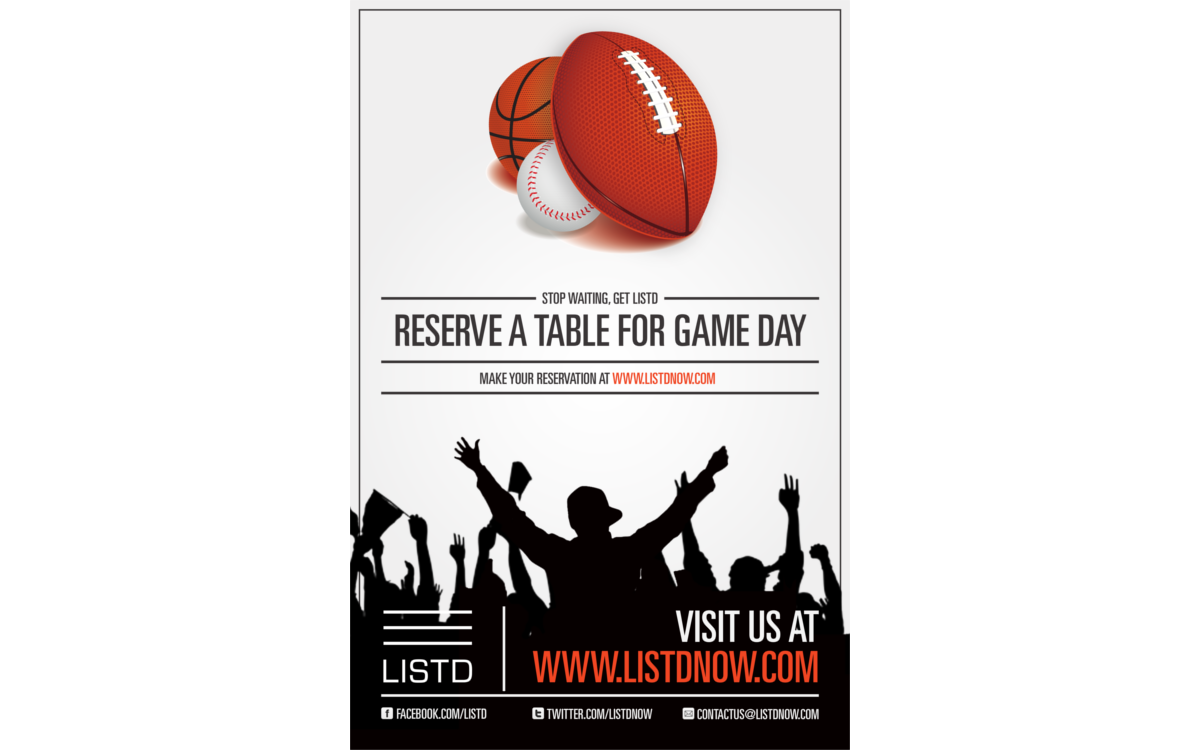 STOP WAITING, GET LISTD
RESERVE A TABLE FOR GAME DAY
MAKE YOUR RESERVATION AT WWW.LISTDNOW.COM
LISTD
VISIT US AT
WWW.LISTDNOW.COM
FACEBOOK.COM/LISTD
TWITTER.COM/LISTDNOW
CONTACTUS@LISTDNOW.COM